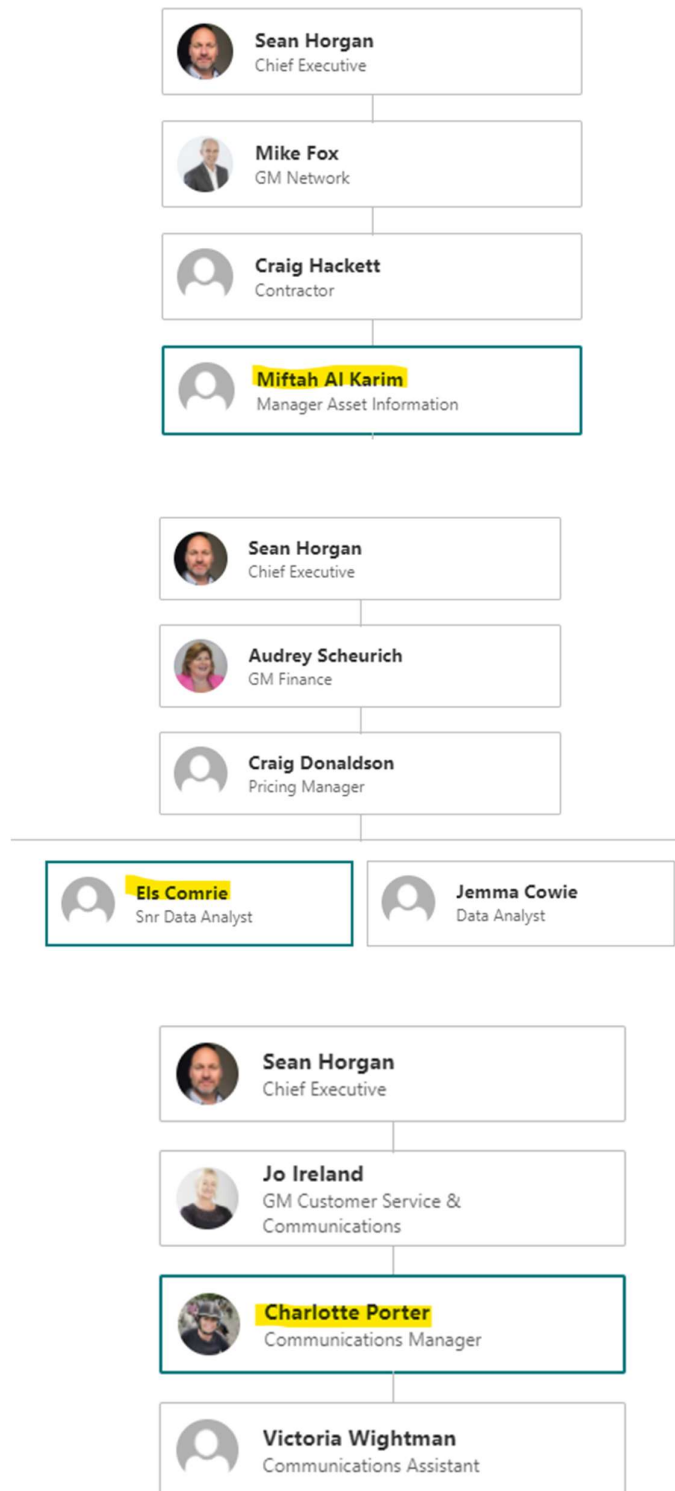 Sean Horgan
Chief Executive
Mike Fox
GM Network
Craig Hackett
Contractor
Miftah Al Karim
Manager Asset Information
Sean Horgan
Chief Executive
Audrey Scheurich
GM Finance
Craig Donaldson
Pricing Manager
Els Comrie
Snr Data Analyst
Jemma Cowie
Data Analyst
Sean Horgan
Chief Executive
Jo Ireland
GM Customer Service &
Communications
Charlotte Porter
Communications Manager
Victoria Wightman
Communications Assistant